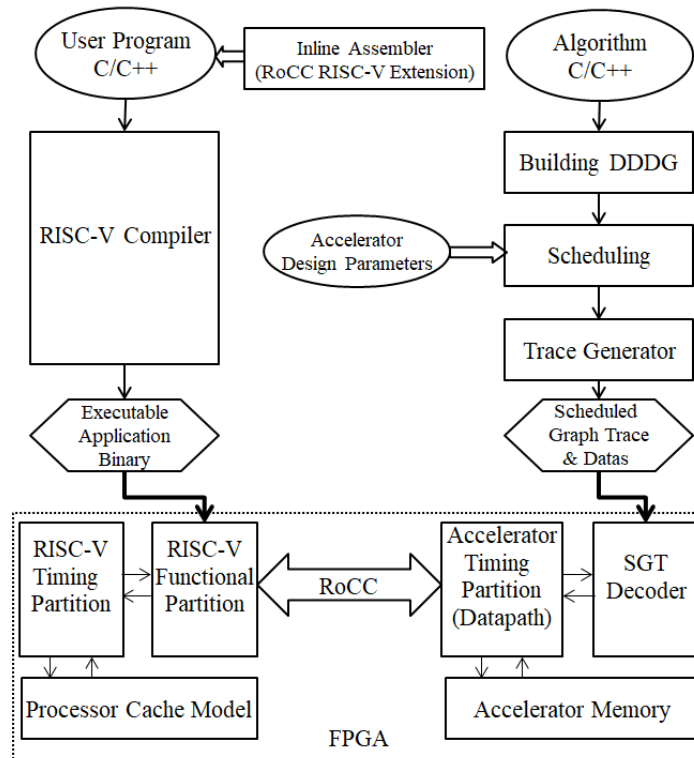 User Program
C/C++
Inline Assembler
(RoCC RISC-V Extension)
Algorithm
C/C++
Building DDDG
RISC-V Compiler
Accelerator
Design Parameters
Scheduling
Trace Generator
Executable
Application
Binary
Scheduled
Graph Trace
& Datas
RISC-V
Timing
Partition
RISC-V
Functional
Partition
RoCC
Accelerator
Timing
Partition
(Datapath)
SGT
Decoder
Processor Cache Model
Accelerator Memory
FPGA